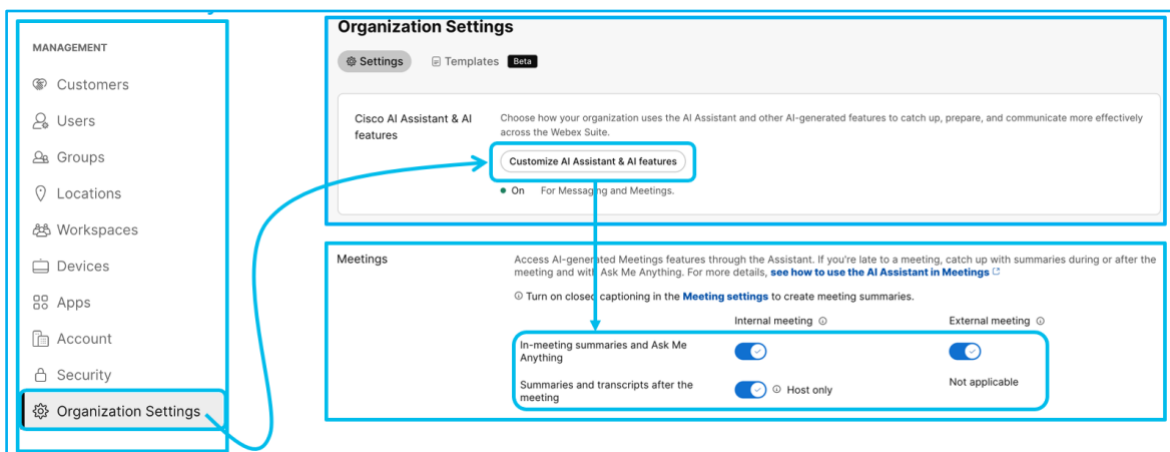 MANAGEMENT
Customers
Users
Groups
Locations
Workspaces
Devices
Apps
Account
Security
Organization Settings
Organization Settings
Settings
Templates Beta
Cisco AI Assistant & AI
features
Choose how your organization uses the AI Assistant and other AI-generated features to catch up, prepare, and communicate more effectively
across the Webex Suite.
Customize AI Assistant & AI features
On For Messaging and Meetings.
Meetings
Access AI-generated Meetings features through the Assistant. If you're late to a meeting, catch up with summaries during or after the
meeting and with Ask Me Anything. For more details, see how to use the AI Assistant in Meetings
Turn on closed captioning in the Meeting settings to create meeting summaries.
Internal meeting External meeting
In-meeting summaries and Ask Me
Anything
Summaries and transcripts after the
meeting
Host only
Not applicable